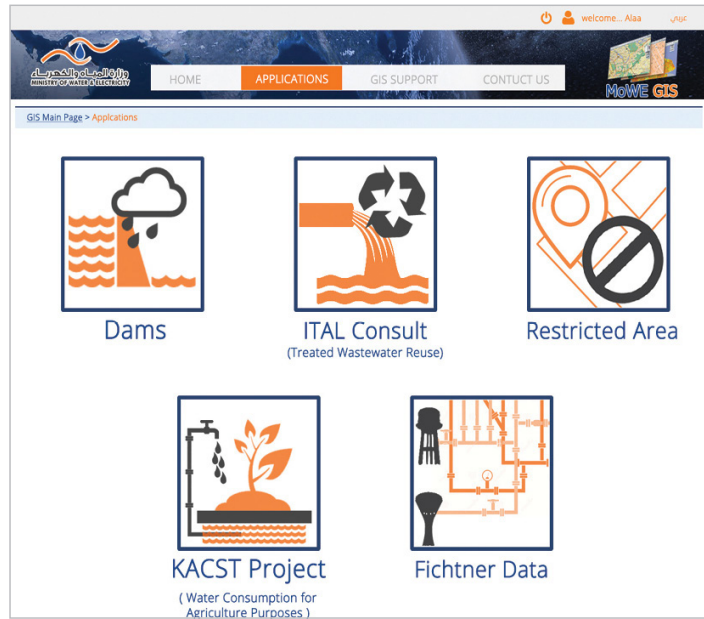 welcome... Alaa
عربي
وزارة المياه والكهرباء
MINISTRY OF WATER & ELECTRICITY
HOME
APPLICATIONS
GIS SUPPORT
CONTUCT US
MoWE GIS
GIS Main Page > Applcations
Dams
ITAL Consult
(Treated Wastewater Reuse)
Restricted Area
KACST Project
( Water Consumption for
Agriculture Purposes )
Fichtner Data